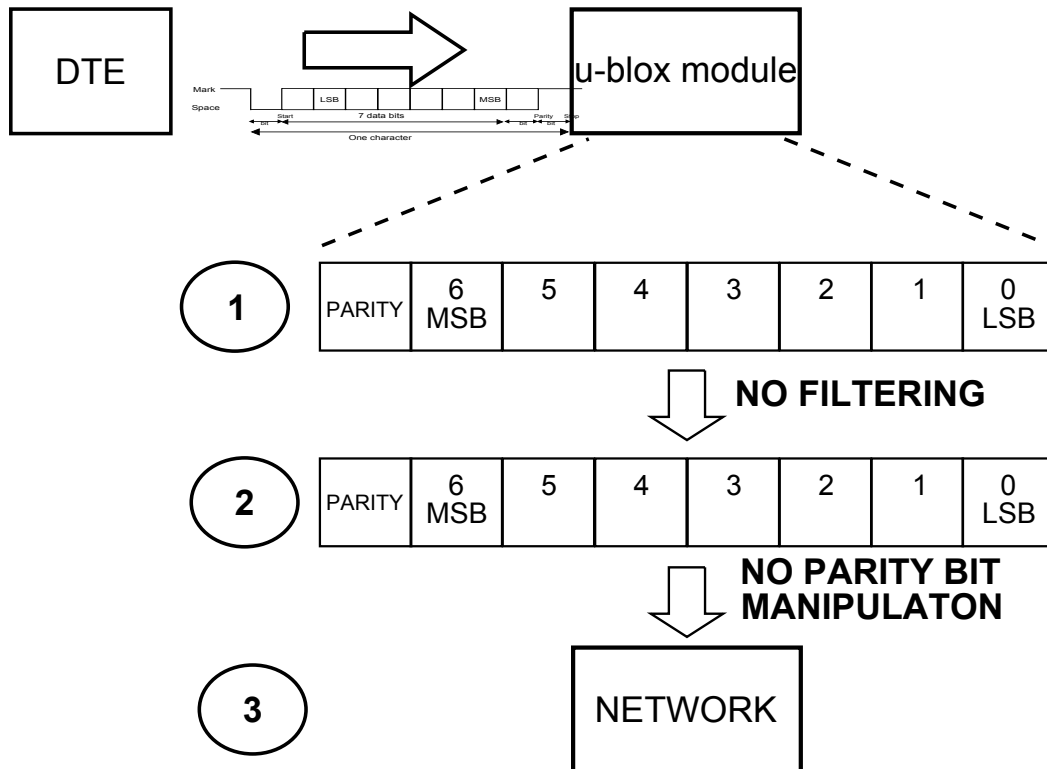 DTE
u-blox module
Mark
LSB
MSB
Space
Start
7 data bits
Parity
Stop
bit
bit
bit
One character
1
PARITY
6
MSB
5
4
3
2
1
0
LSB
NO FILTERING
2
PARITY
6
MSB
5
4
3
2
1
0
LSB
NO PARITY BIT
MANIPULATON
3
NETWORK